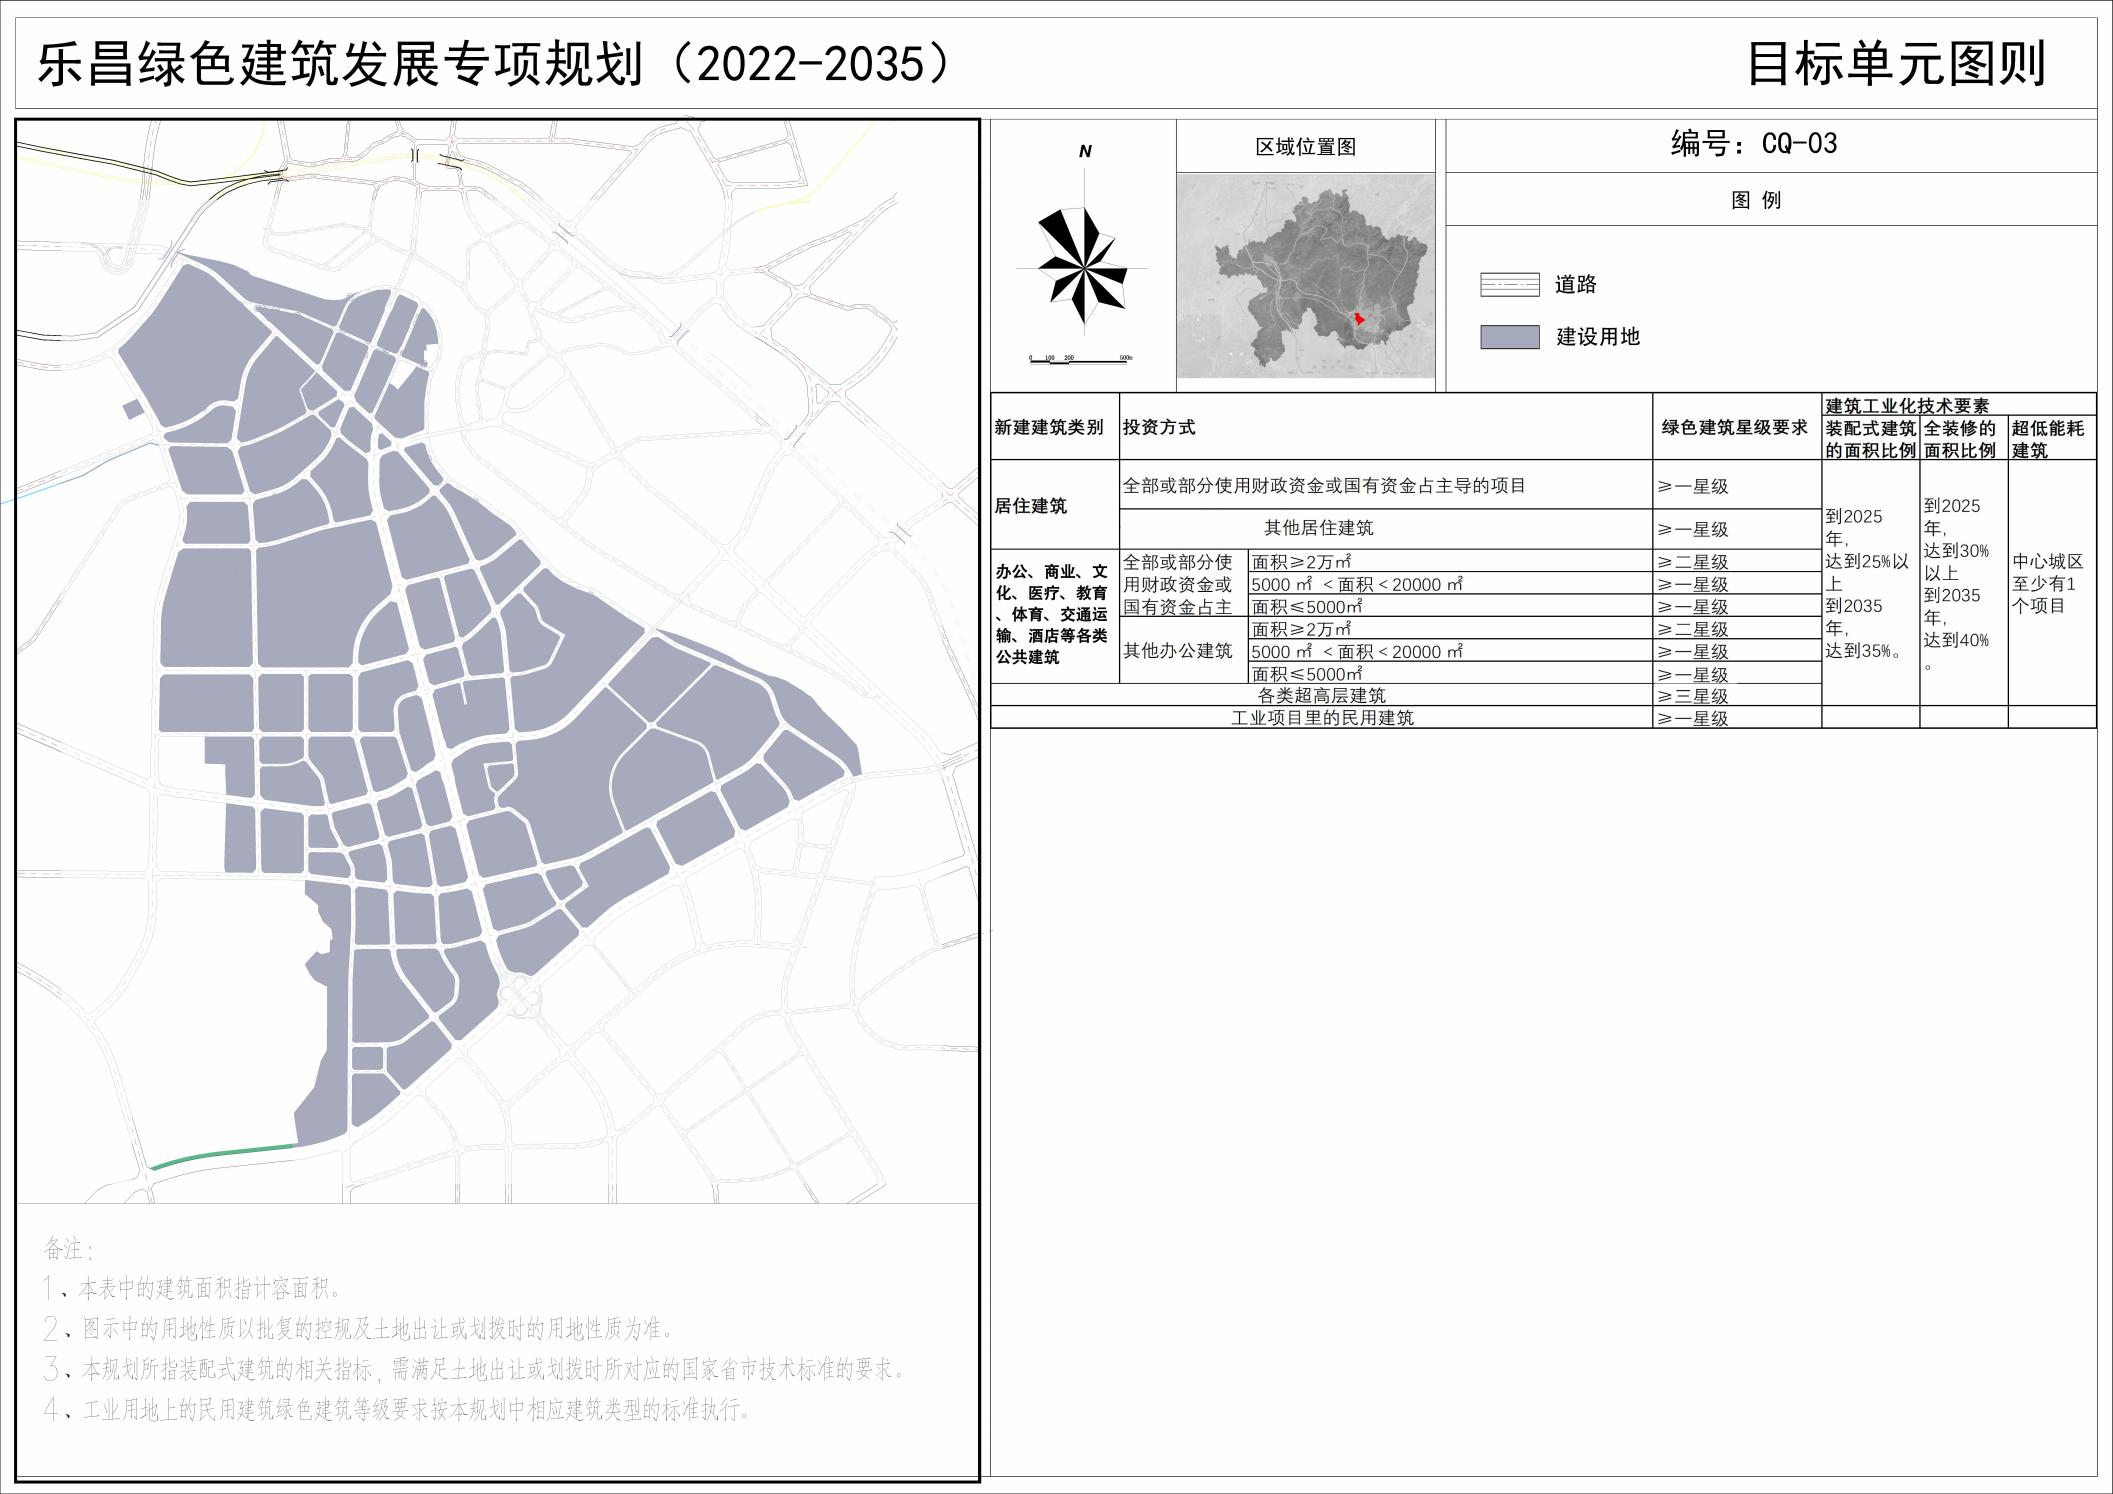 乐昌绿色建筑发展专项规划（2022-2035）
目标单元图则
N
0 100 200 500m
区域位置图
编号：CQ-03
图 例
道路
建设用地
新建建筑类别
投资方式
绿色建筑星级要求
建筑工业化技术要素
装配式建筑
的面积比例
全装修的
面积比例
超低能耗
建筑
居住建筑
全部或部分使用财政资金或国有资金占主导的项目
≥一星级
其他居住建筑
≥一星级
办公、商业、文
化、医疗、教育
、体育、交通运
输、酒店等各类
公共建筑
全部或部分使
用财政资金或
国有资金占主
面积≥2万㎡
≥二星级
5000 ㎡ ＜面积＜20000 ㎡
≥一星级
面积≤5000㎡
≥一星级
其他办公建筑
面积≥2万㎡
≥二星级
5000 ㎡ ＜面积＜20000 ㎡
≥一星级
面积≤5000㎡
≥一星级
各类超高层建筑
≥三星级
工业项目里的民用建筑
≥一星级
到2025
年，
达到25%以
上
到2035
年，
达到35%。
到2025
年，
达到30%
以上
到2035
年，
达到40%
。
中心城区
至少有1
个项目
备注：
1、本表中的建筑面积指计容面积。
2、图示中的用地性质以批复的控规及土地出让或划拨时的用地性质为准。
3、本规划所指装配式建筑的相关指标，需满足土地出让或划拨时所对应的国家省市技术标准的要求。
4、工业用地上的民用建筑绿色建筑等级要求按本规划中相应建筑类型的标准执行。